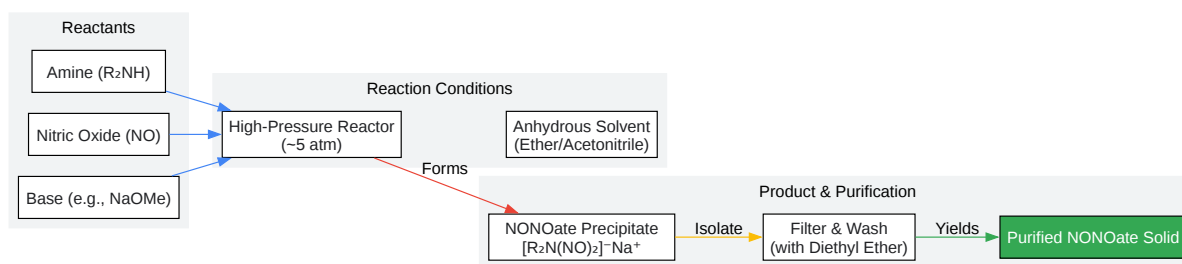 Reactants
Amine (R₂NH)
Nitric Oxide (NO)
Base (e.g., NaOMe)
Reaction Conditions
High-Pressure Reactor
(~5 atm)
Anhydrous Solvent
(Ether/Acetonitrile)
Forms
Product & Purification
NONOate Precipitate
[R₂N(NO)₂]⁻Na⁺
Isolate
Filter & Wash
(with Diethyl Ether)
Yields
Purified NONOate Solid